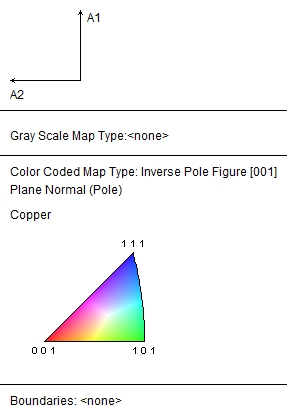 A1
A2
Gray Scale Map Type:<none>
Color Coded Map Type: Inverse Pole Figure [001]
Plane Normal (Pole)
Copper
1 1 1
0 0 1
1 0 1
Boundaries: <none>